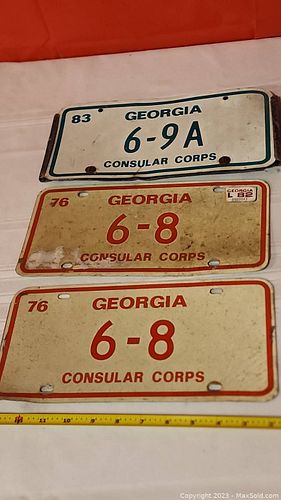 83 GEORGIA
6-9A
CONSULAR CORPS
76 GEORGIA
GEORGIA
L 82
6-8
CONSULAR CORPS
76 GEORGIA
6-8
CONSULAR CORPS
Copyright 2023 - MaxSold.com